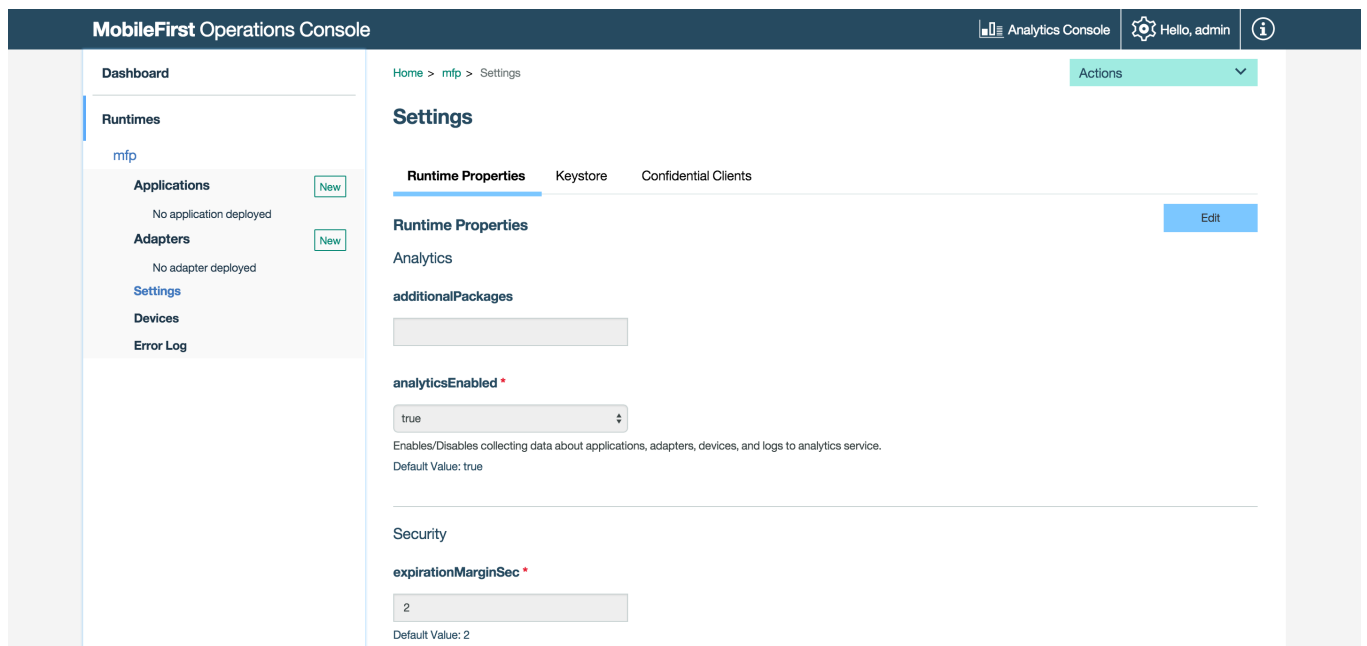 MobileFirst Operations Console
Analytics Console
Hello, admin
Dashboard
Runtimes
mfp
Applications
New
No application deployed
Adapters
New
No adapter deployed
Settings
Devices
Error Log
Home > mfp > Settings
Actions
Settings
Runtime Properties
Keystore
Confidential Clients
Runtime Properties
Edit
Analytics
additionalPackages
analyticsEnabled *
true
Enables/Disables collecting data about applications, adapters, devices, and logs to analytics service.
Default Value: true
Security
expirationMarginSec *
2
Default Value: 2